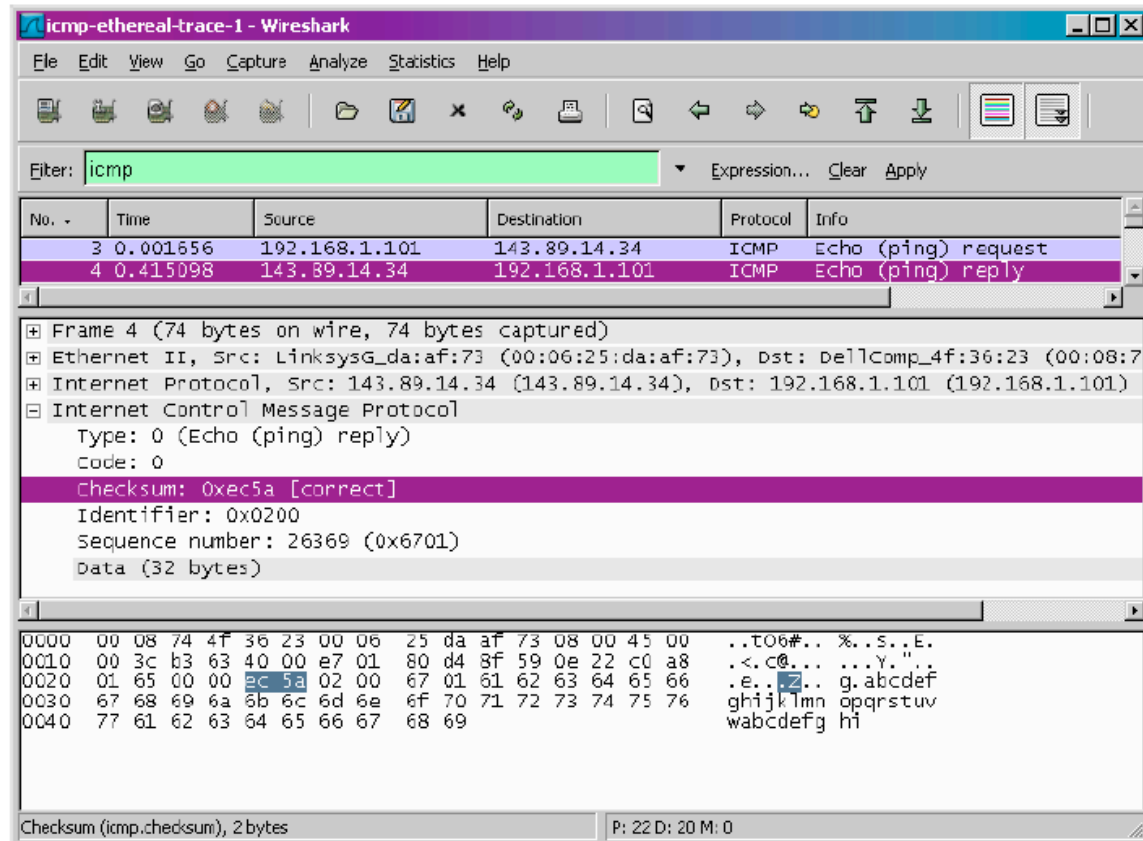 icmp-ethereal-trace-1 - Wireshark
File Edit View Go Capture Analyze Statistics Help
Filter: icmp Expression... Clear Apply
No. Time Source Destination Protocol Info
3 0.001656 192.168.1.101 143.89.14.34 ICMP Echo (ping) request
4 0.415098 143.89.14.34 192.168.1.101 ICMP Echo (ping) reply
Frame 4 (74 bytes on wire, 74 bytes captured)
Ethernet II, Src: LinksysG_da:af:73 (00:06:25:da:af:73), Dst: DellComp_4f:36:23 (00:08:7
Internet Protocol, Src: 143.89.14.34 (143.89.14.34), Dst: 192.168.1.101 (192.168.1.101)
Internet Control Message Protocol
Type: 0 (Echo (ping) reply)
Code: 0
Checksum: 0xec5a [correct]
Identifier: 0x0200
Sequence number: 26369 (0x6701)
Data (32 bytes)
0000 00 08 74 4f 36 23 00 06 25 da af 73 08 00 45 00 ..tO6#.. %..s..E.
0010 00 3c b3 63 40 00 e7 01 80 d4 8f 59 0e 22 c0 a8 .<.c@... ...Y."..
0020 01 65 00 00 ec 5a 02 00 67 01 61 62 63 64 65 66 .e...Z.. g.abcdef
0030 67 68 69 6a 6b 6c 6d 6e 6f 70 71 72 73 74 75 76 ghijklmn opqrstuv
0040 77 61 62 63 64 65 66 67 68 69 wabcdefg hi
Checksum (icmp.checksum), 2 bytes P: 22 D: 20 M: 0